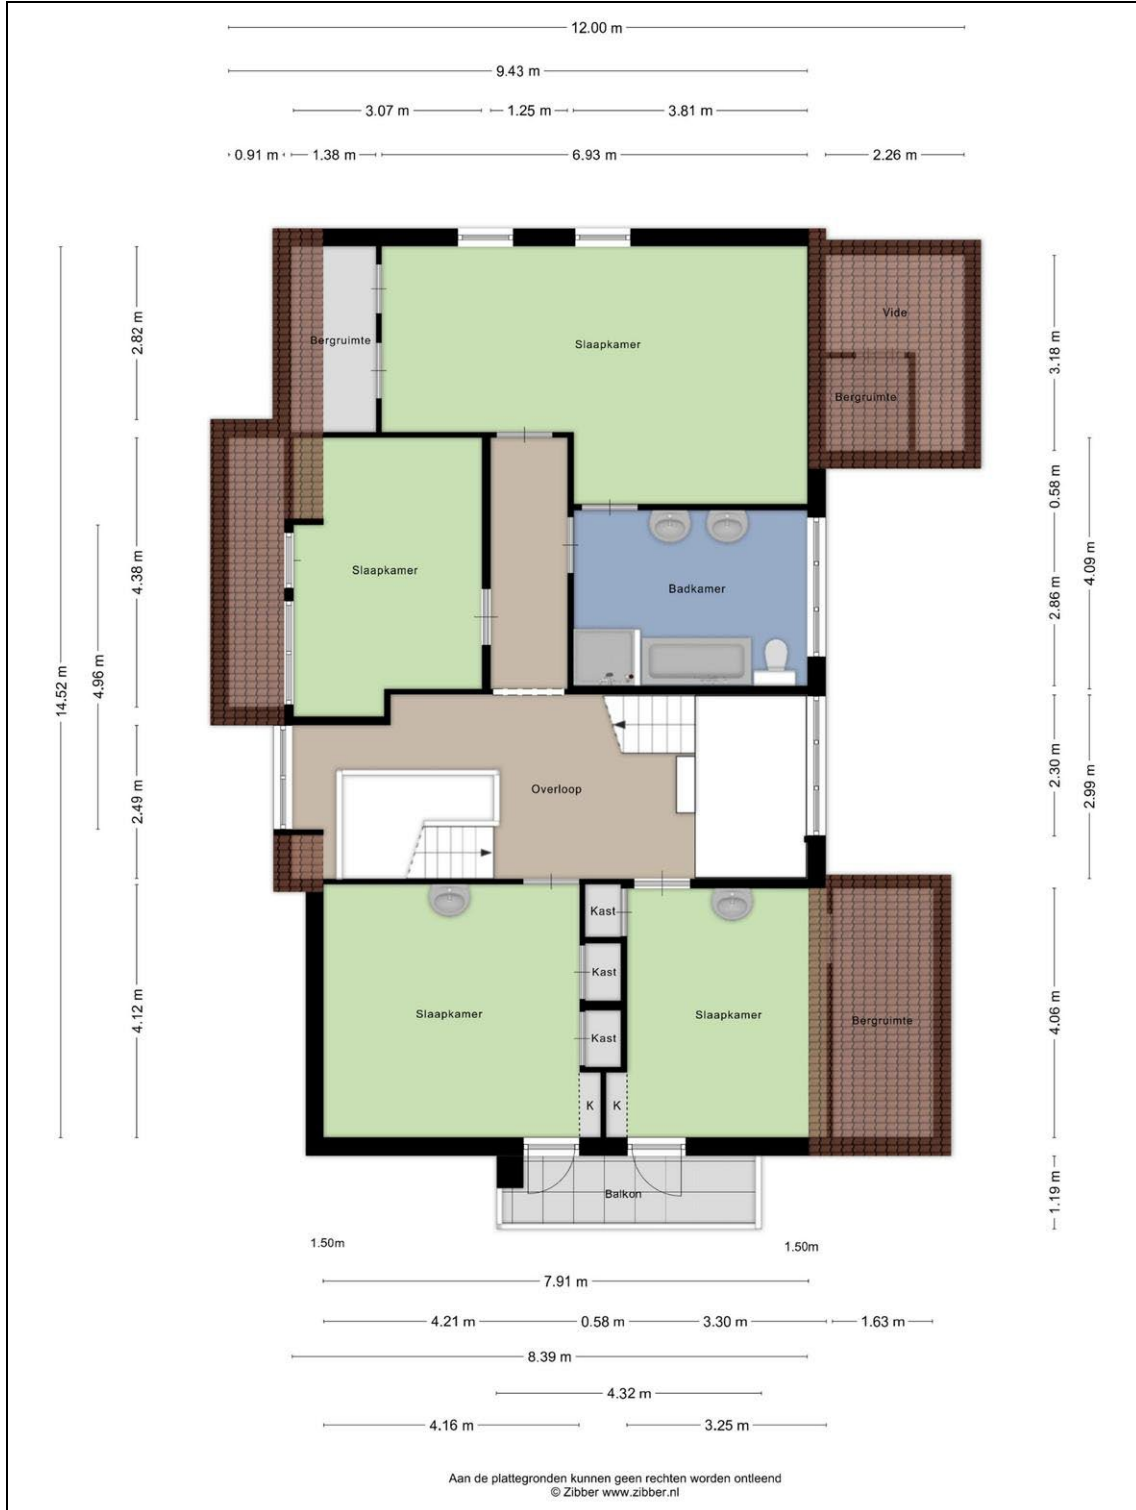 12.00 m
9.43 m
3.07 m 1.25 m 3.81 m
0.91 m 1.38 m 6.93 m 2.26 m
14.52 m
4.96 m
2.82 m
4.38 m
2.49 m
4.12 m
Bergruimte
Slaapkamer
Vide
Bergruimte
Slaapkamer
Badkamer
Overloop
Kast
Kast
Kast
Slaapkamer
Slaapkamer
Bergruimte
K K
Balkon
3.18 m
0.58 m
2.86 m
2.30 m
4.06 m
1.19 m
4.09 m
2.99 m
1.50m 1.50m
7.91 m
4.21 m 0.58 m 3.30 m 1.63 m
8.39 m
4.32 m
4.16 m 3.25 m
Aan de plattegronden kunnen geen rechten worden ontleend
© Zibber www.zibber.nl